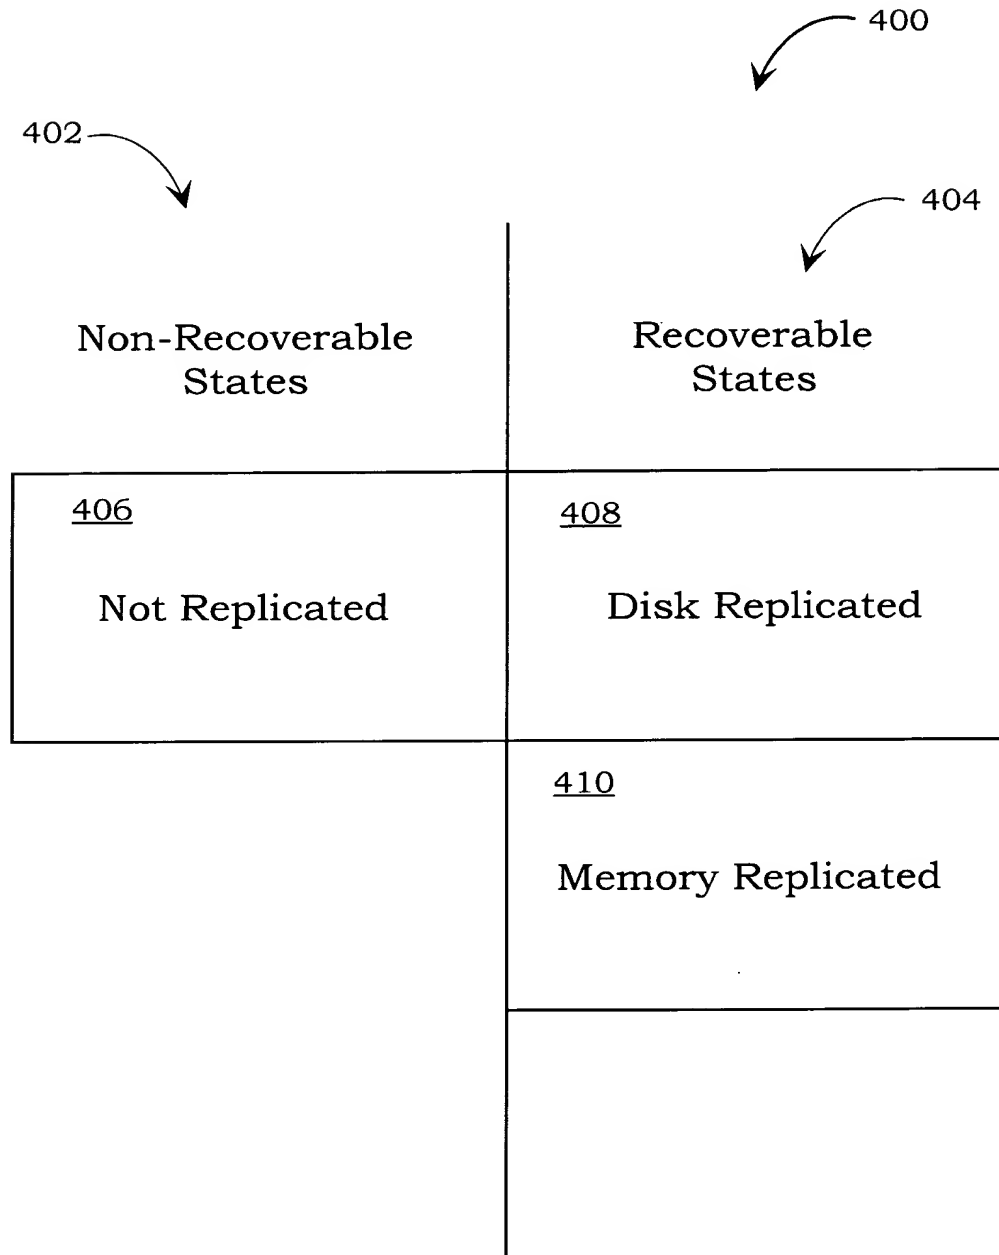 400
402
404
Non-Recoverable
States
Recoverable
States
406
Not Replicated
408
Disk Replicated
410
Memory Replicated